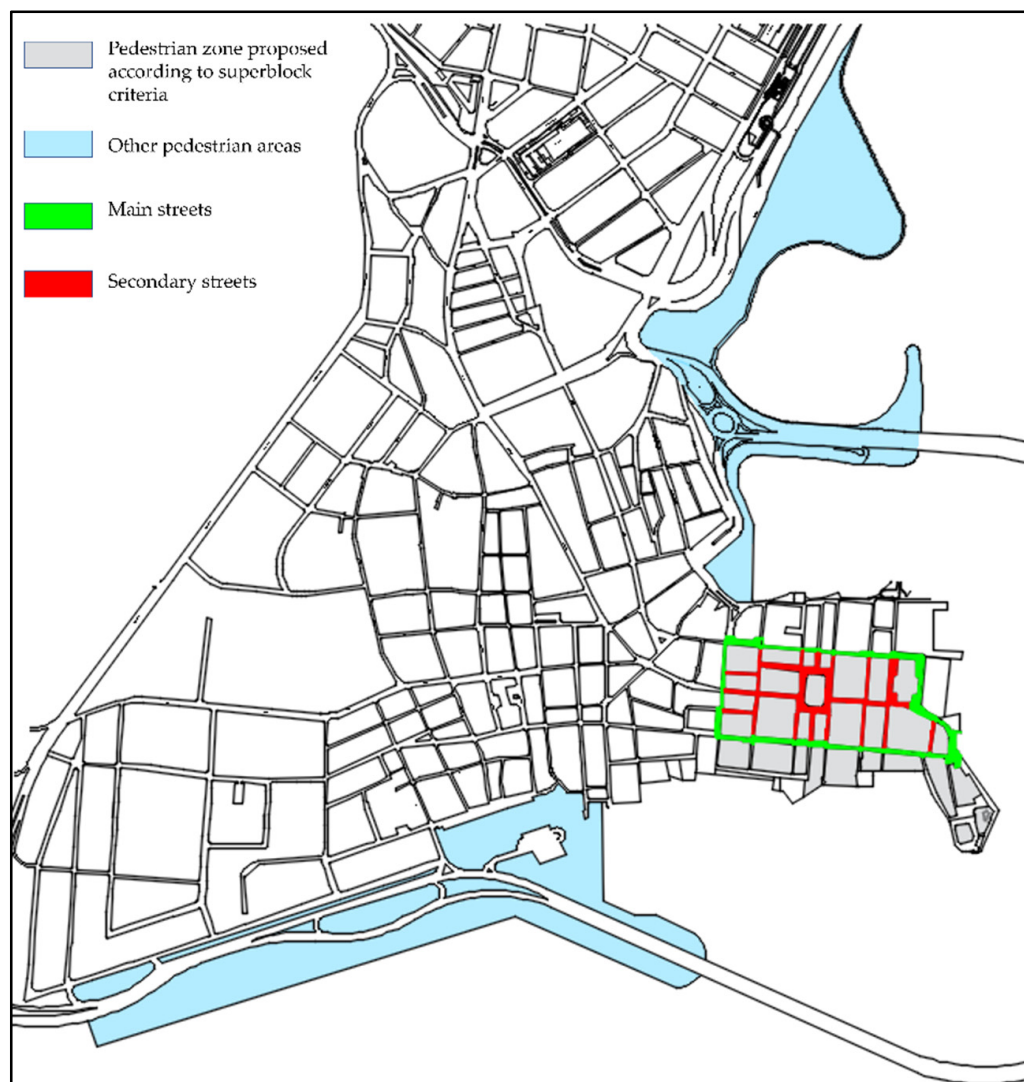 Pedestrian zone proposed
according to superblock
criteria
Other pedestrian areas
Main streets
Secondary streets